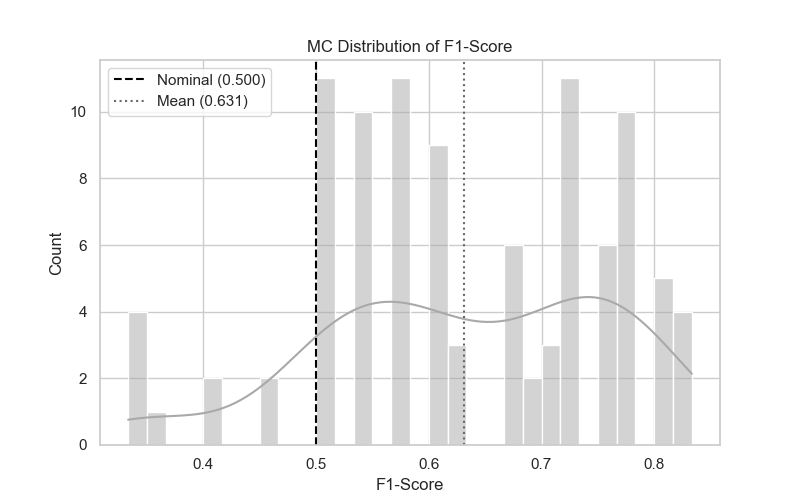 MC Distribution of F1-Score
Nominal (0.500)
Mean (0.631)
10
8
6
4
2
0
Count
0.4 0.5 0.6 0.7 0.8
F1-Score